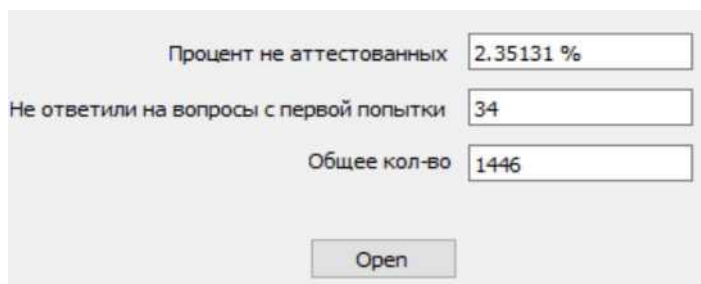 Процент не аттестованных 2.35131 %
Не ответили на вопросы с первой попытки 34
Общее кол-во 1446
Open